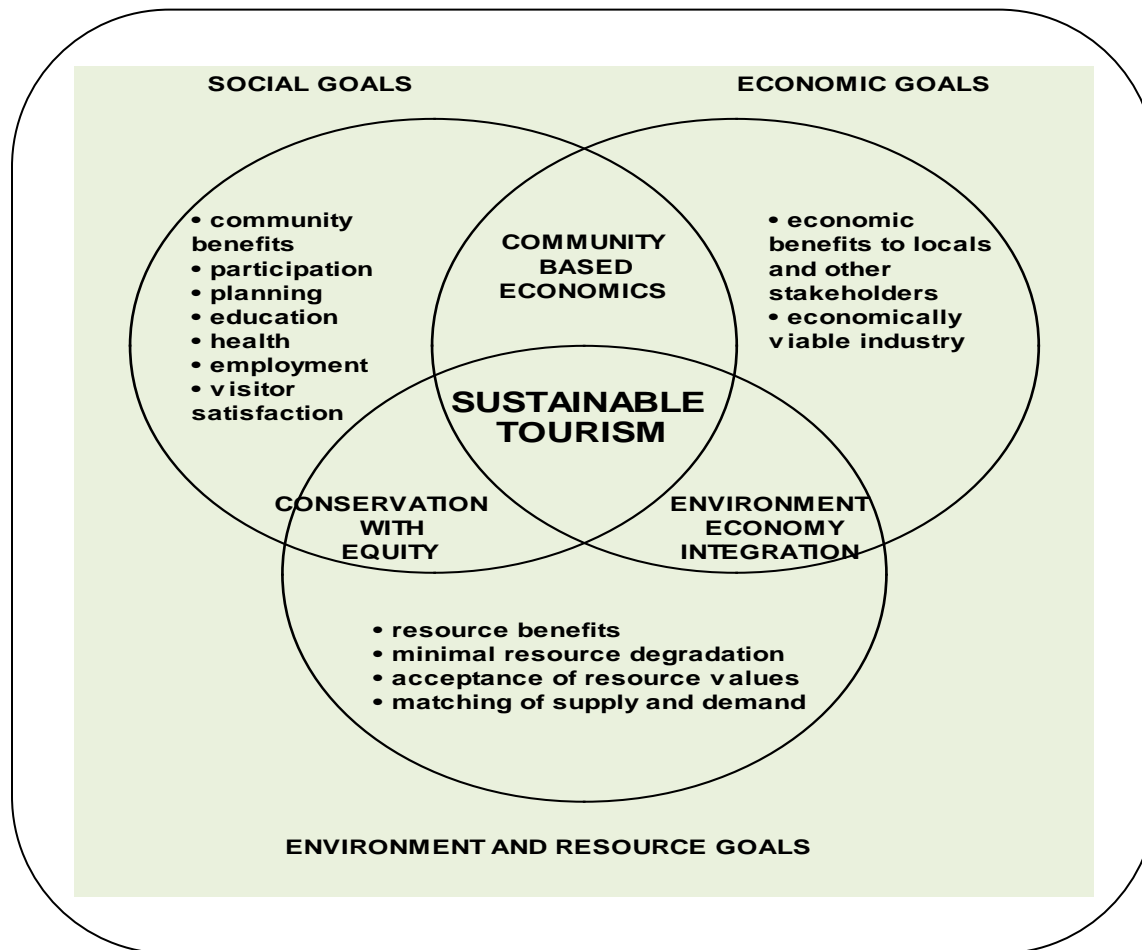 SOCIAL GOALS
ECONOMIC GOALS
• community
benefits
• participation
• planning
• education
• health
• employment
• visitor
satisfaction
COMMUNITY
BASED
ECONOMICS
• economic
benefits to locals
and other
stakeholders
• economically
viable industry
SUSTAINABLE
TOURISM
CONSERVATION
WITH
EQUITY
ENVIRONMENT
ECONOMY
INTEGRATION
• resource benefits
• minimal resource degradation
• acceptance of resource values
• matching of supply and demand
ENVIRONMENT AND RESOURCE GOALS